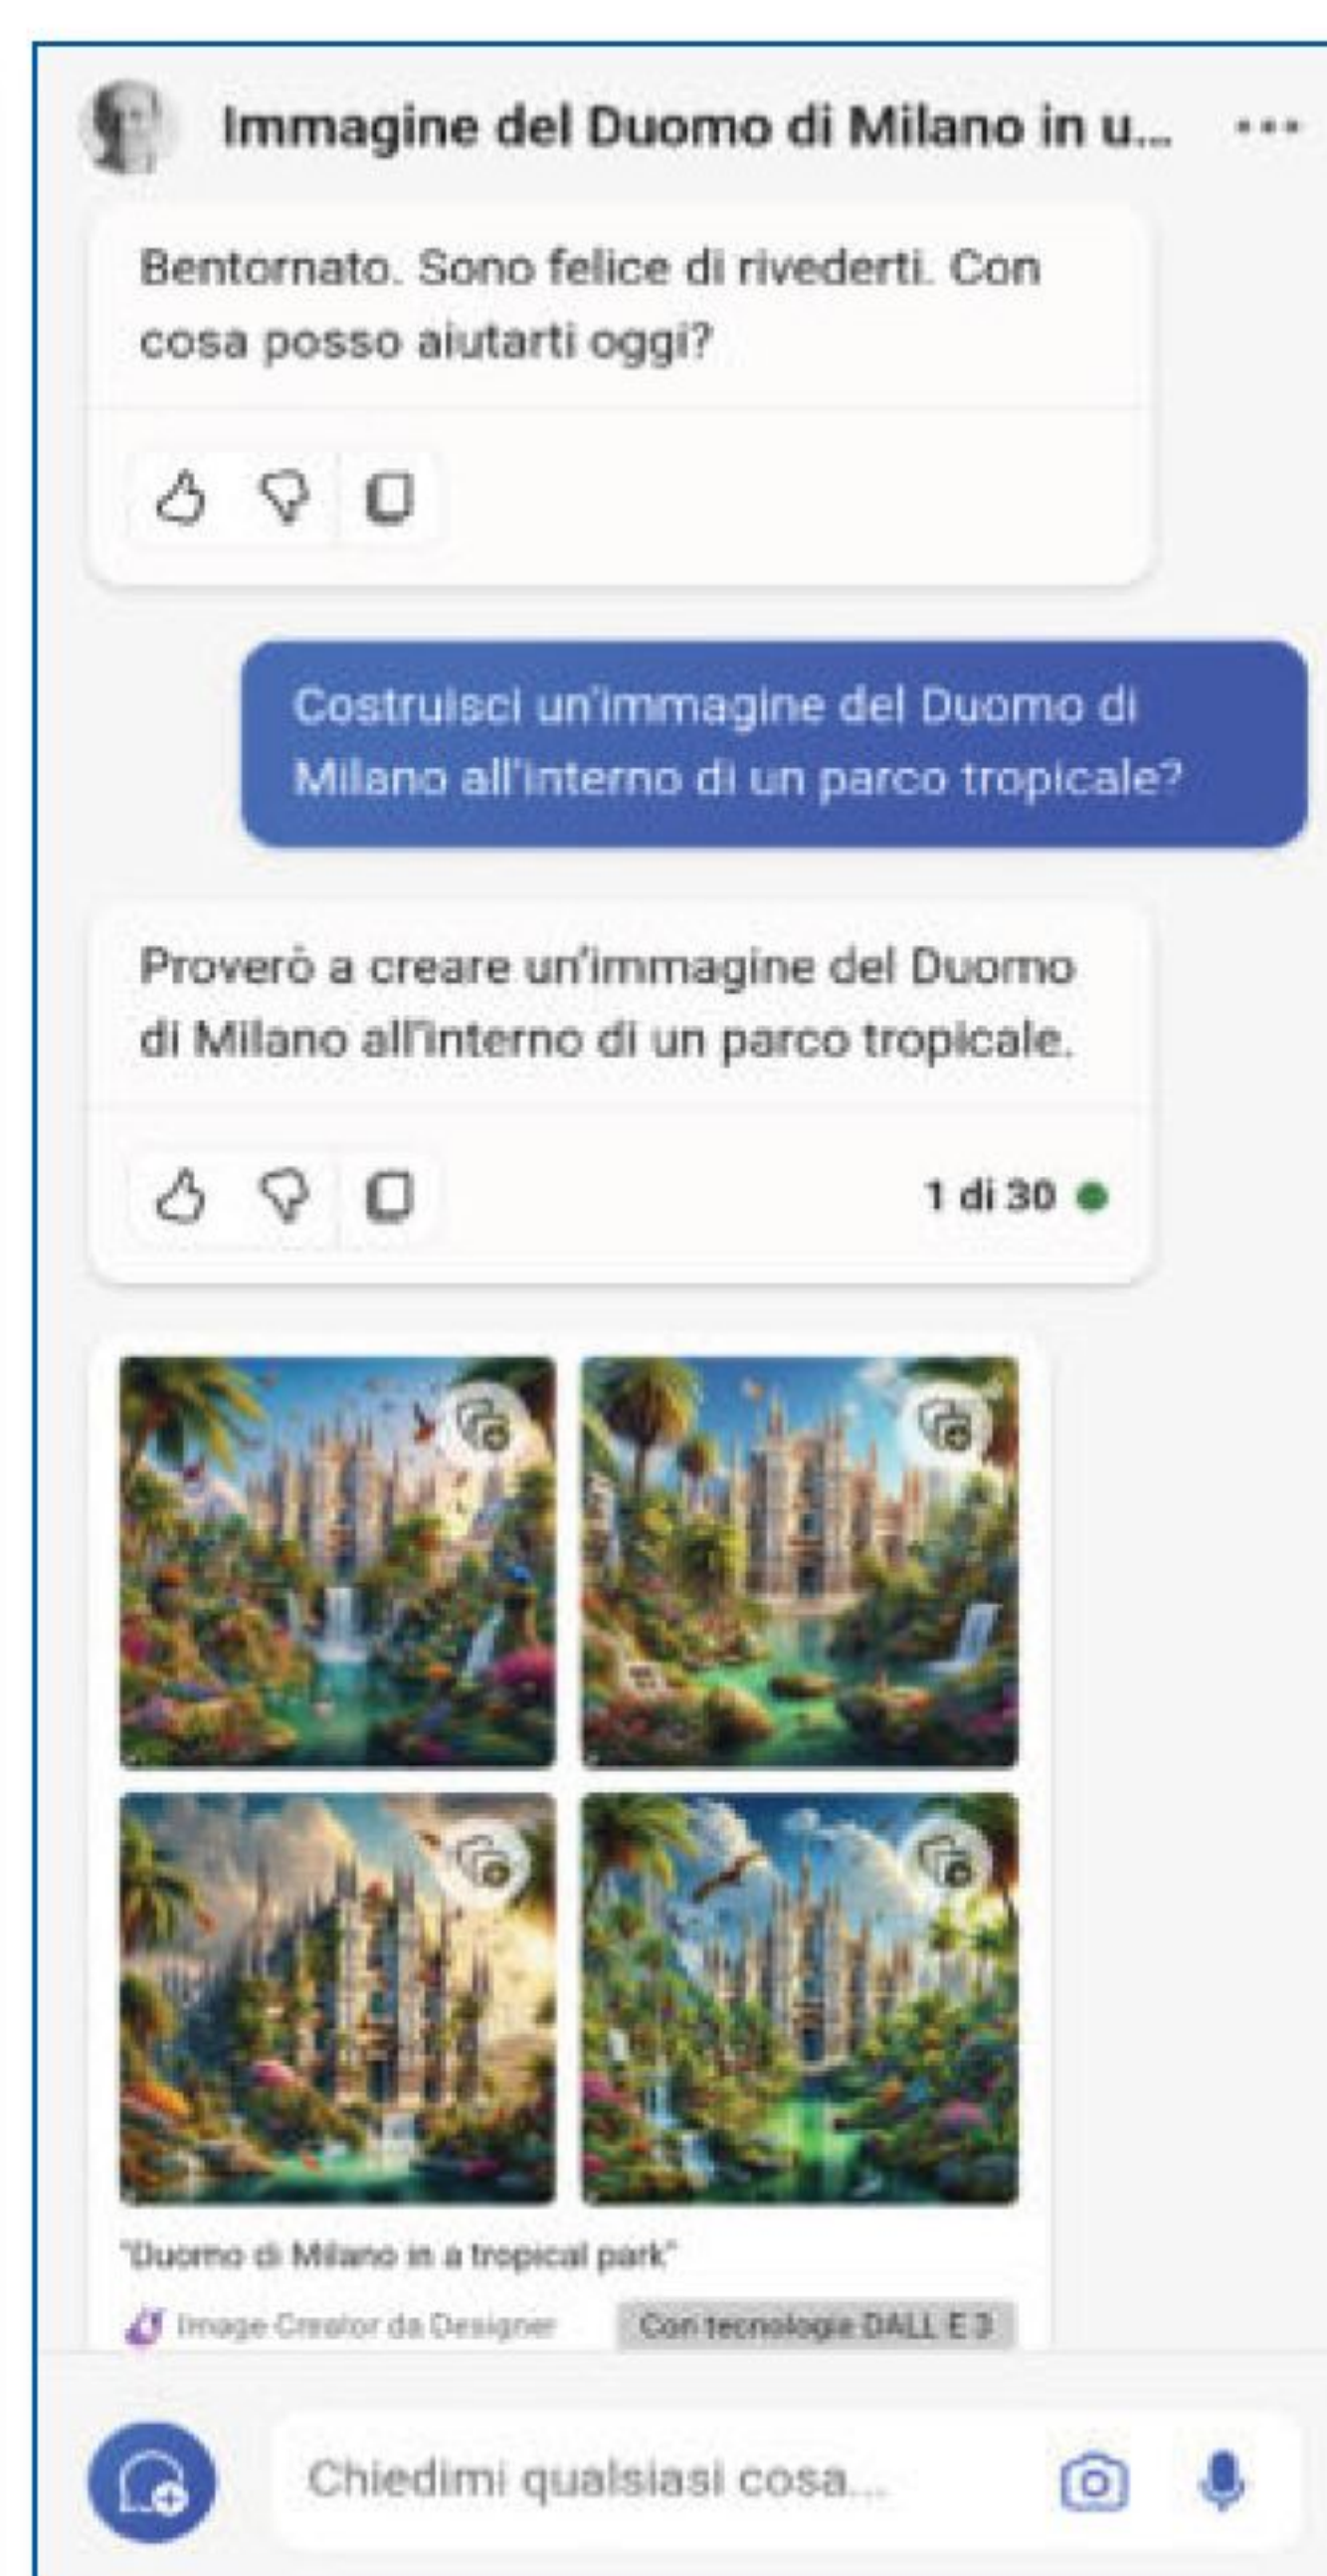 Immagine del Duomo di Milano in u...
Bentornato. Sono felice di rivederti. Con
cosa posso aiutarti oggi?
Costruisci un'immagine del Duomo di
Milano all'interno di un parco tropicale?
Proverò a creare un'immagine del Duomo
di Milano all'interno di un parco tropicale.
1 di 30
"Duomo di Milano in a tropical park"
Image Creator da Designer
Con tecnologia DALL E 3
Chiedimi qualsiasi cosa...